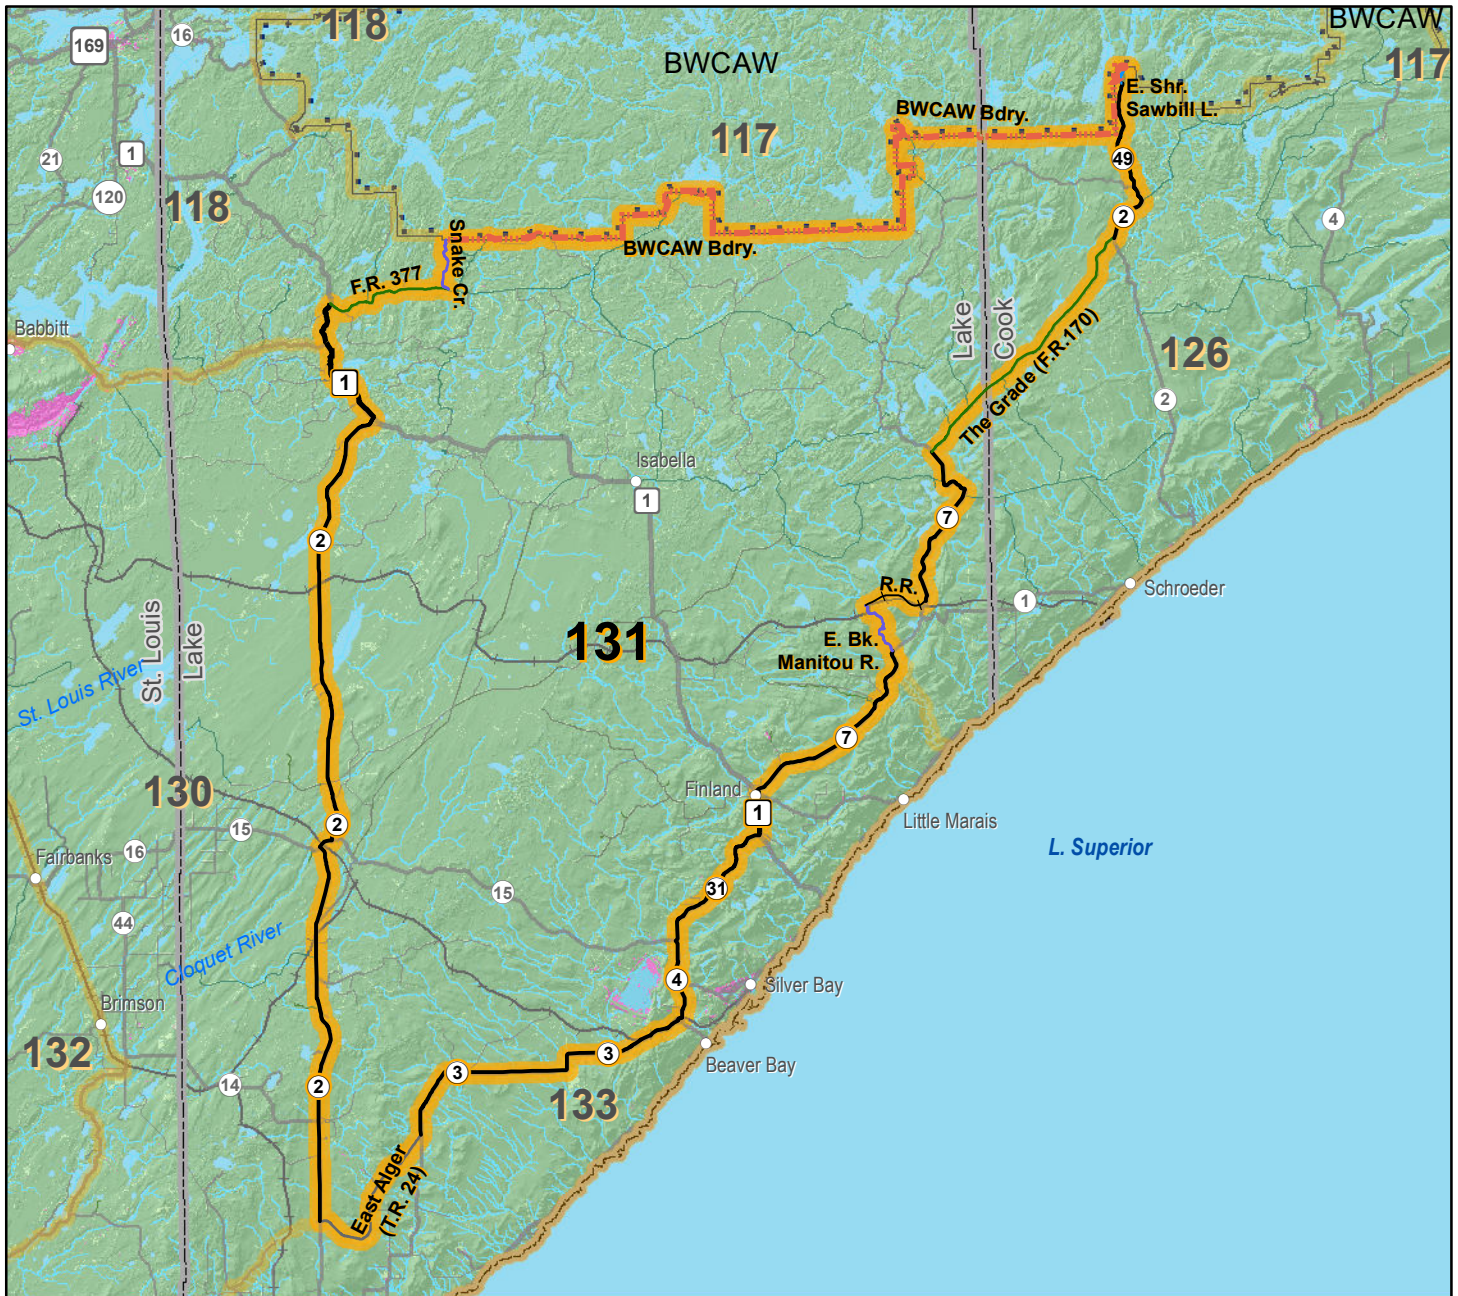 118
BWCAW
BWCAW
169
16
117
E. Shr.
Sawbill L.
BWCAW Bdry.
117
21
1
120
49
118
2
4
Snake Cr.
BWCAW Bdry.
F.R. 377
Babbitt
Lake
Cook
126
The Grade (F.R.170)
1
2
Isabella
1
7
2
R.R.
Schroeder
1
St. Louis
Lake
131
E. Bk.
Manitou R.
St. Louis River
7
130
Finland
1
Little Marais
15
2
L. Superior
Fairbanks
16
31
15
44
Cloquet River
4
Silver Bay
Brimson
132
3
Beaver Bay
14
2
3
133
East Alger
(T.R. 24)